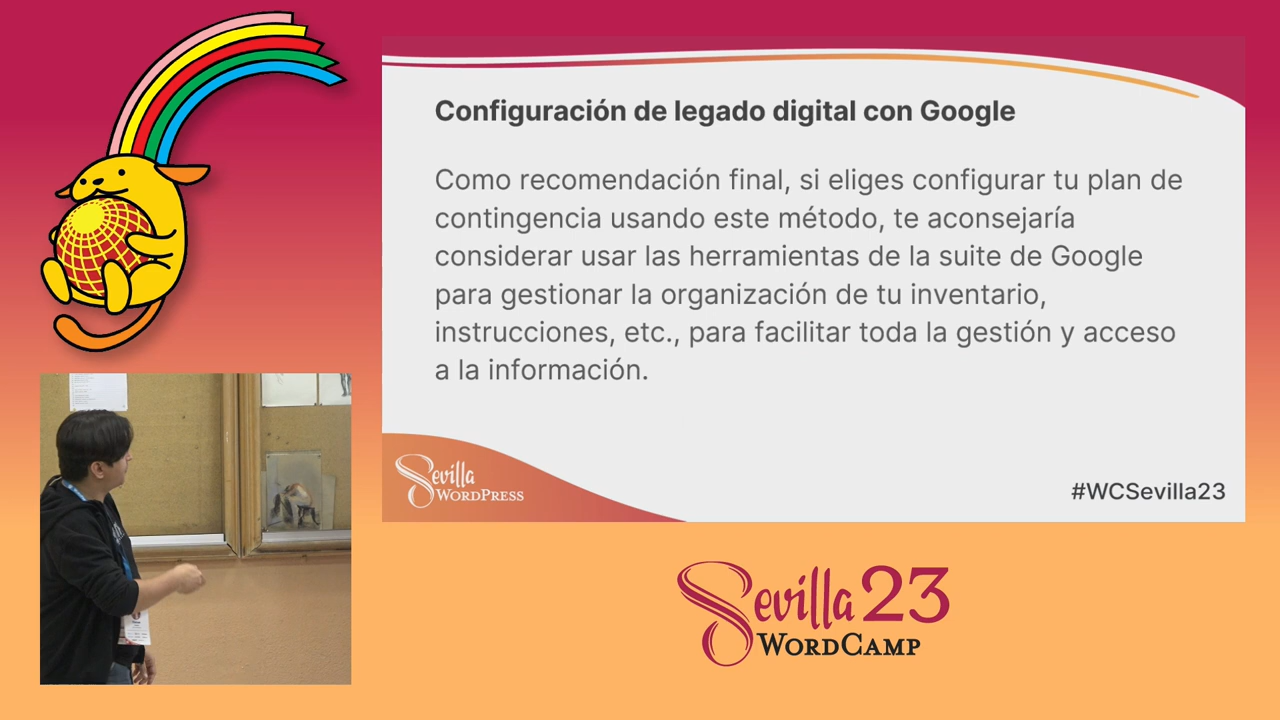 Configuración de legado digital con Google
Como recomendación final, si eliges configurar tu plan de
contingencia usando este método, te aconsejaría
considerar usar las herramientas de la suite de Google
para gestionar la organización de tu inventario,
instrucciones, etc., para facilitar toda la gestión y acceso
a la información.
Sevilla
WORDPRESS
#WCSevilla23
Sevilla 23
WORDCAMP